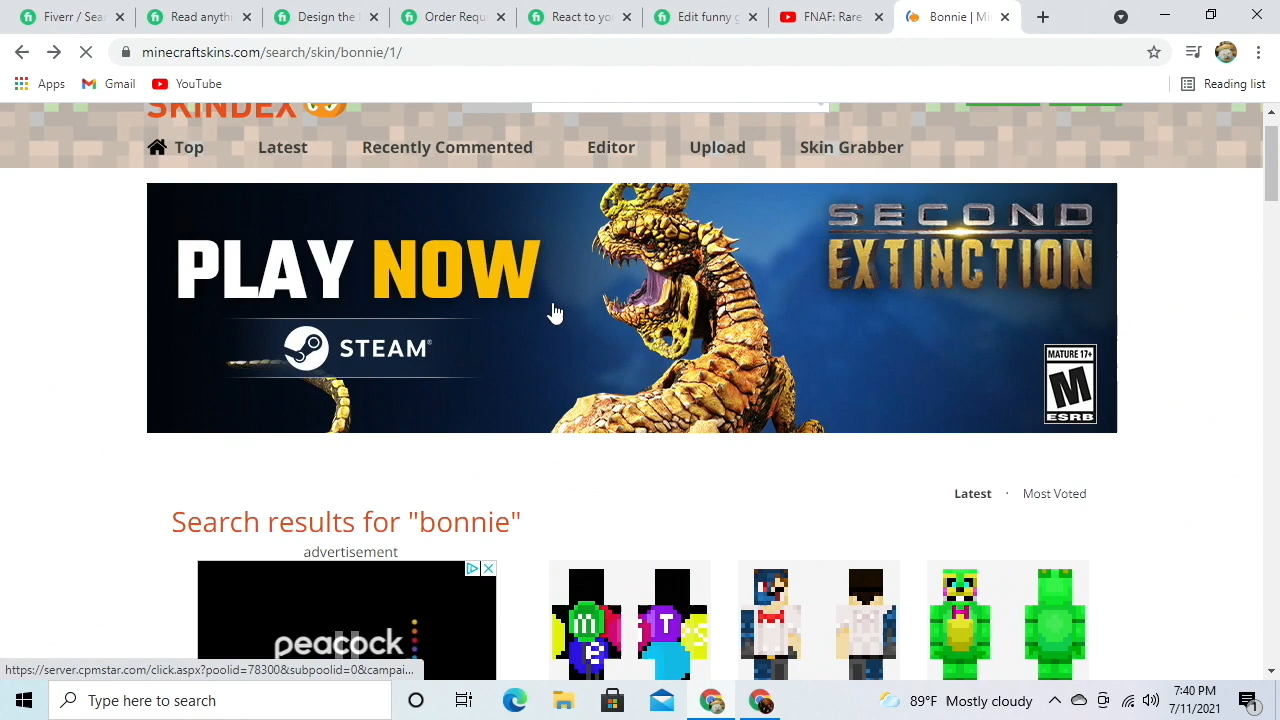 Fiverr / Sear
Read anythi
Design the
Order Requ
React to yo
Edit funny g
FNAF: Rare
Bonnie | Mi
minecraftskins.com/search/skin/bonnie/1/
Apps
Gmail
YouTube
Reading list
SKINDEX
Top
Latest
Recently Commented
Editor
Upload
Skin Grabber
PLAY NOW
STEAM
SECOND
EXTINCTION
MATURE 17+
M
ESRB
Latest · Most Voted
Search results for "bonnie"
advertisement
peacock
m
T
https://server.cpmstar.com/click.aspx?poolid=78300&subpoolid=0&campai...
Type here to search
89°F Mostly cloudy
7:40 PM
7/11/2021
1